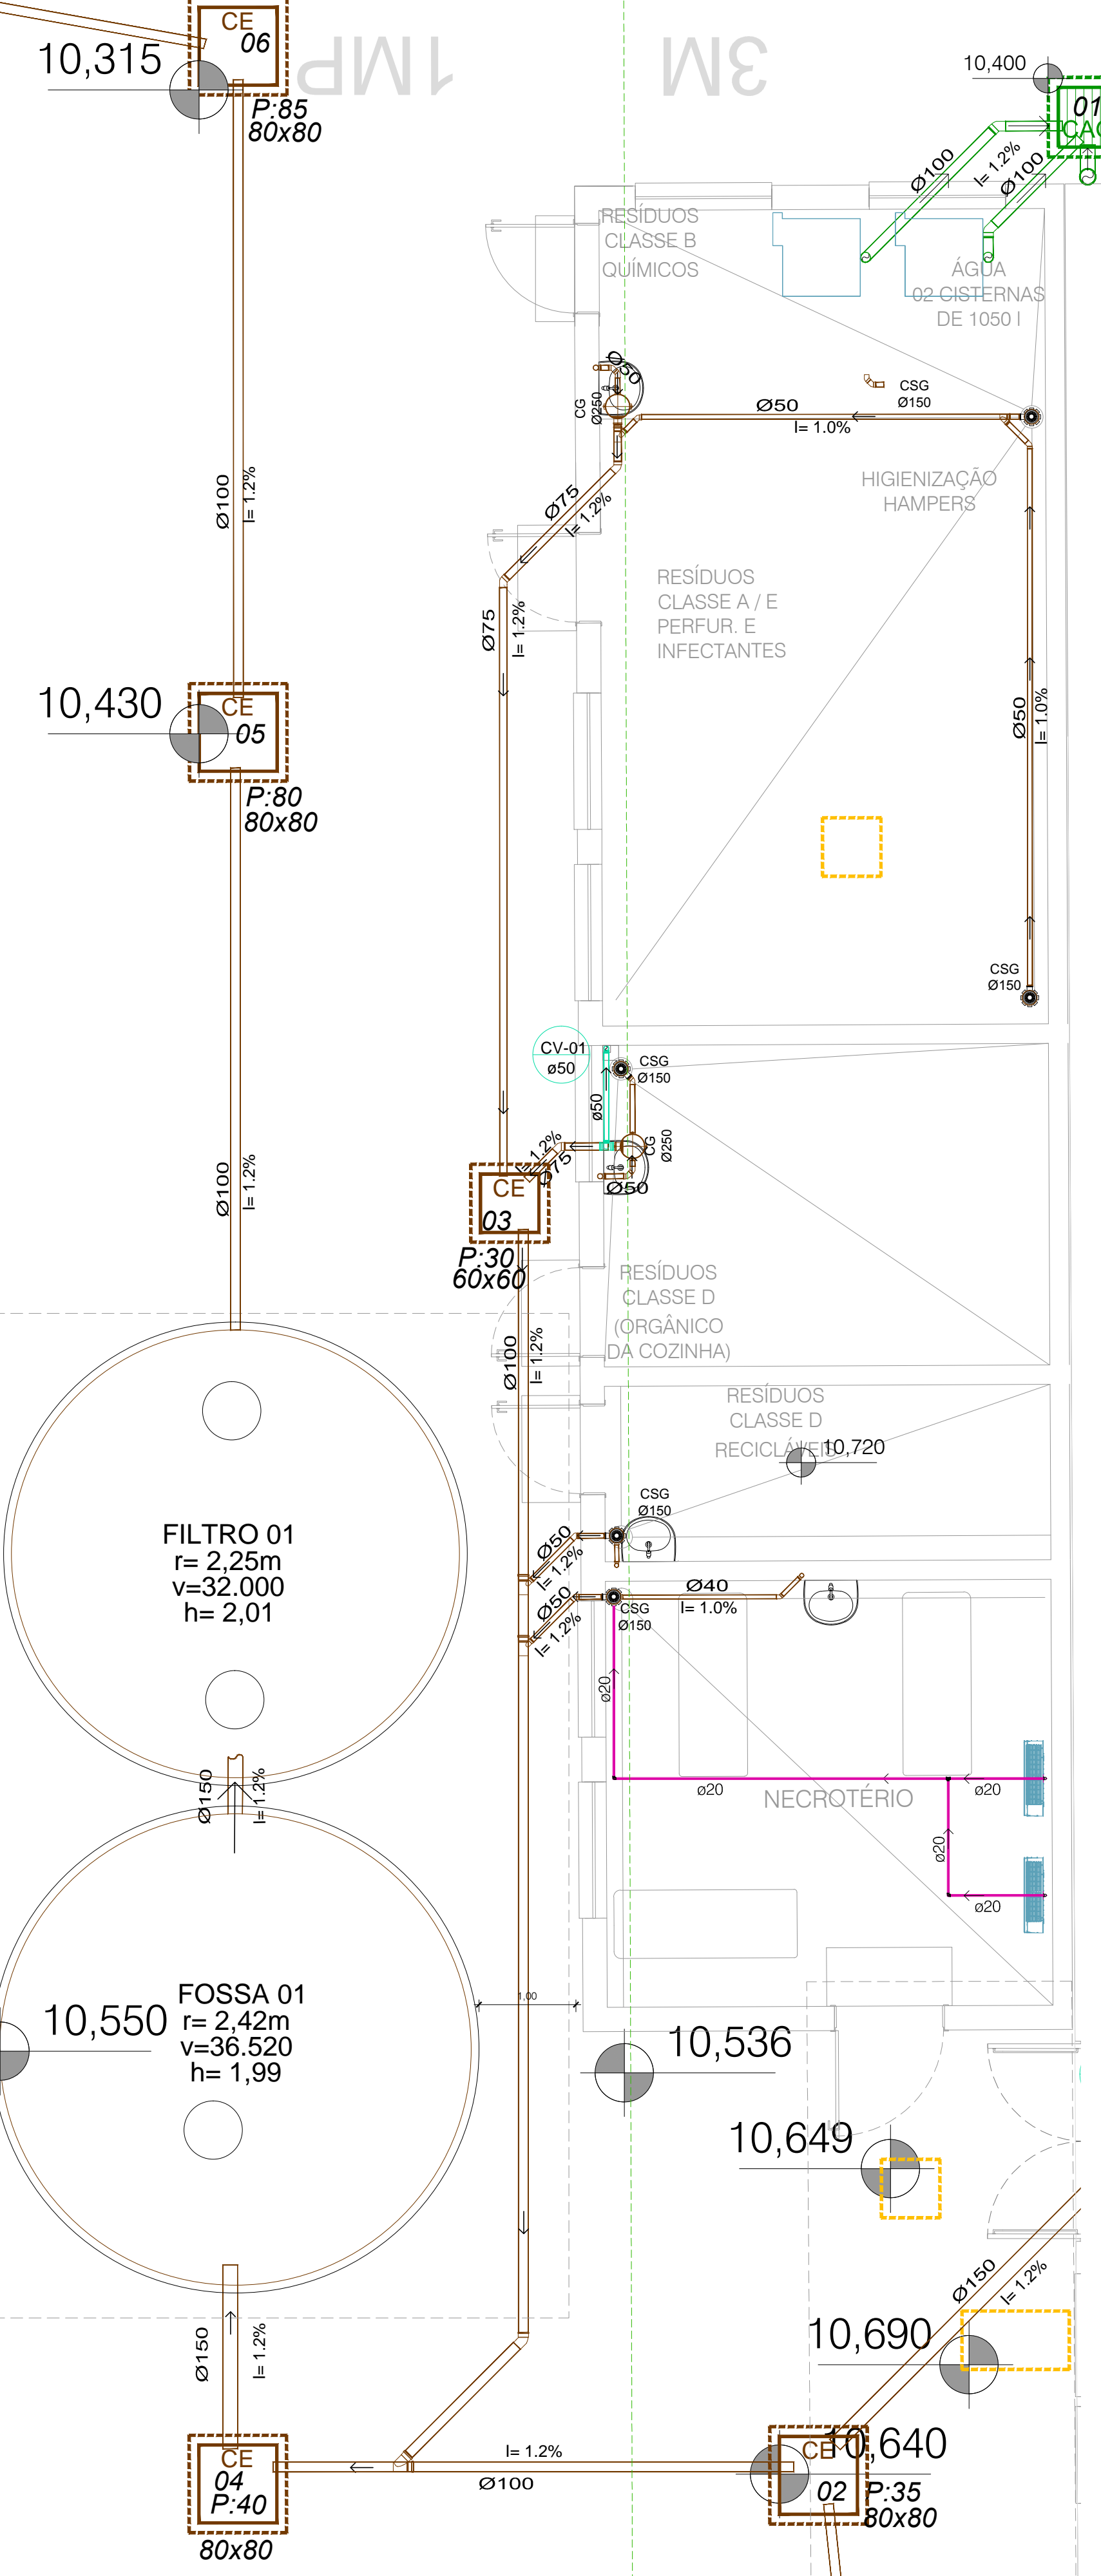 CE
06
10,315
P:85
80x80
1MP
3M
10,400
01
Ø100
I= 1.2%
Ø100
RESÍDUOS
CLASSE B
QUÍMICOS
ÁGUA
02 CISTERNAS
DE 1050 l
Ø50
CG
Ø250
CSG
Ø150
Ø50
I= 1.0%
HIGIENIZAÇÃO
HAMPERS
Ø100
I= 1.2%
Ø75
I= 1.2%
RESÍDUOS
CLASSE A / E
PERFUR. E
INFECTANTES
Ø75
I= 1.2%
Ø50
I= 1.0%
10,430
CE
05
P:80
80x80
CSG
Ø150
CV-01
ø50
CSG
Ø150
ø50
CG
Ø250
I= 1.2%
Ø75
Ø50
Ø100
I= 1.2%
CE
03
P:30
60x60
RESÍDUOS
CLASSE D
(ORGÂNICO
DA COZINHA)
Ø100
I= 1.2%
RESÍDUOS
CLASSE D
RECICLÁVEIS
10,720
CSG
Ø150
FILTRO 01
r= 2,25m
v=32.000
h= 2,01
Ø50
I= 1.2%
Ø50
I= 1.2%
CSG
Ø150
Ø40
I= 1.0%
ø20
ø20
NECROTÉRIO
ø20
ø20
ø20
Ø150
I= 1.2%
FOSSA 01
r= 2,42m
v=36.520
h= 1,99
10,550
1,00
10,536
10,649
Ø150
I= 1.2%
10,690
Ø150
I= 1.2%
CE
04
P:40
80x80
I= 1.2%
Ø100
CE
10,640
02
P:35
80x80